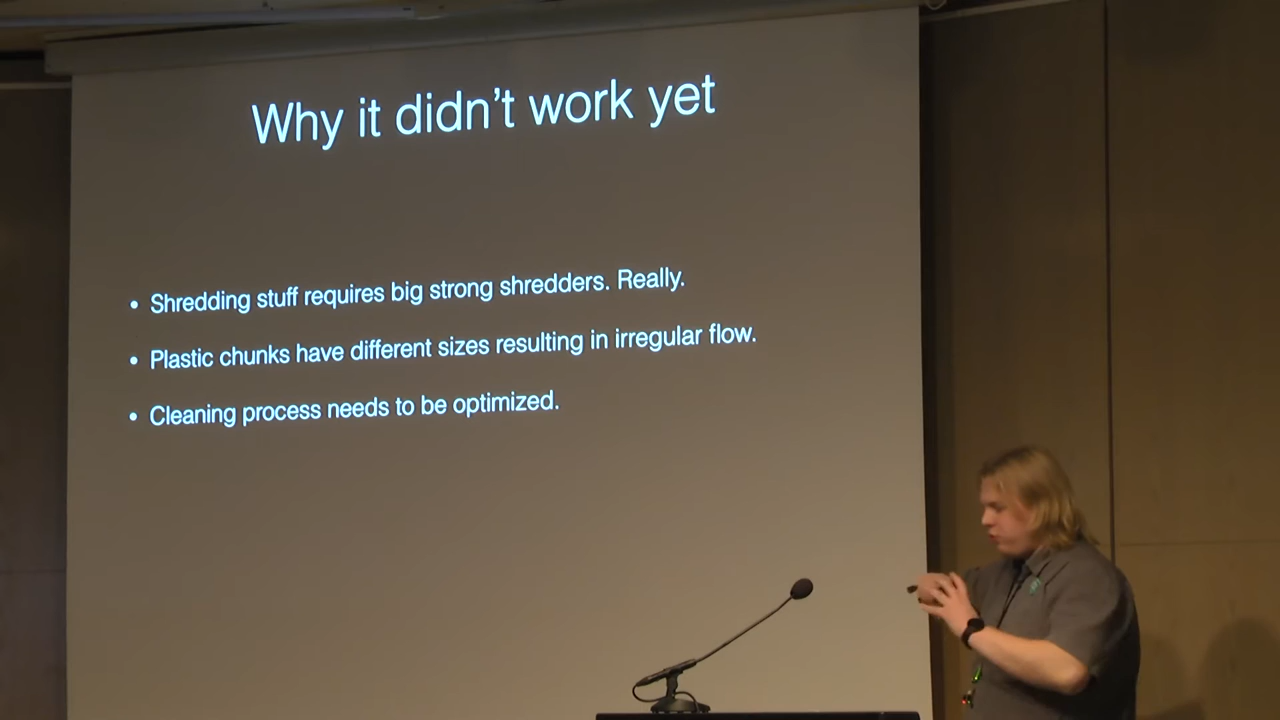 Why it didn't work yet
• Shredding stuff requires big strong shredders. Really.
• Plastic chunks have different sizes resulting in irregular flow.
• Cleaning process needs to be optimized.